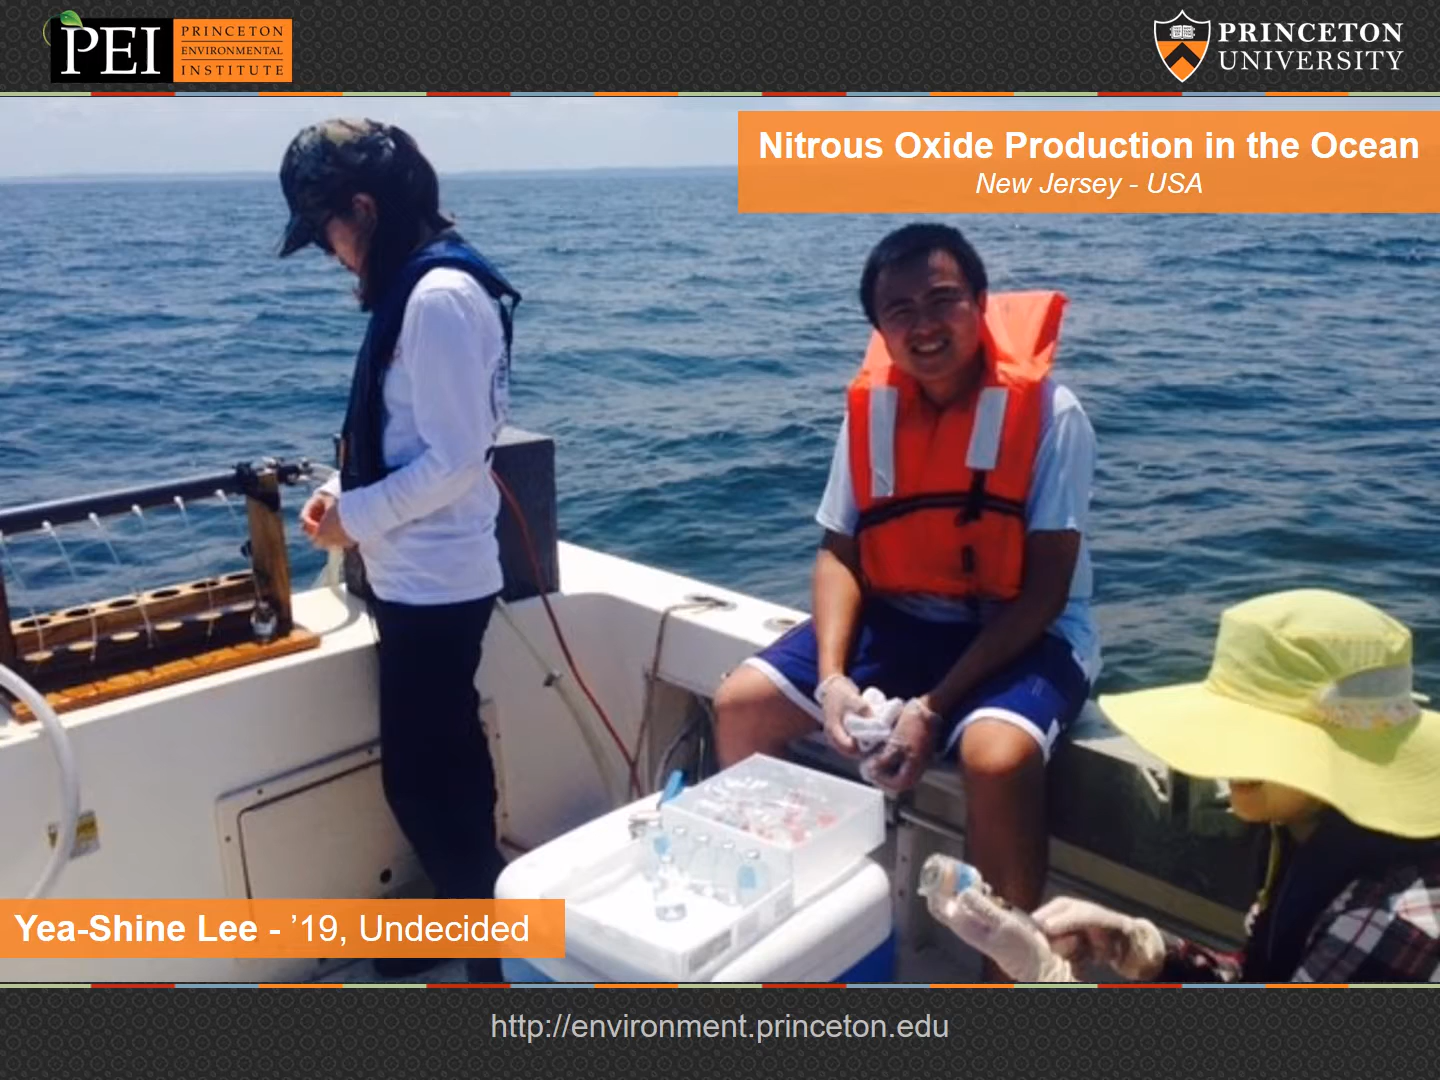 PEI
PRINCETON
ENVIRONMENTAL
INSTITUTE
PRINCETON
UNIVERSITY
Nitrous Oxide Production in the Ocean
New Jersey - USA
Yea-Shine Lee - ’19, Undecided
http://environment.princeton.edu